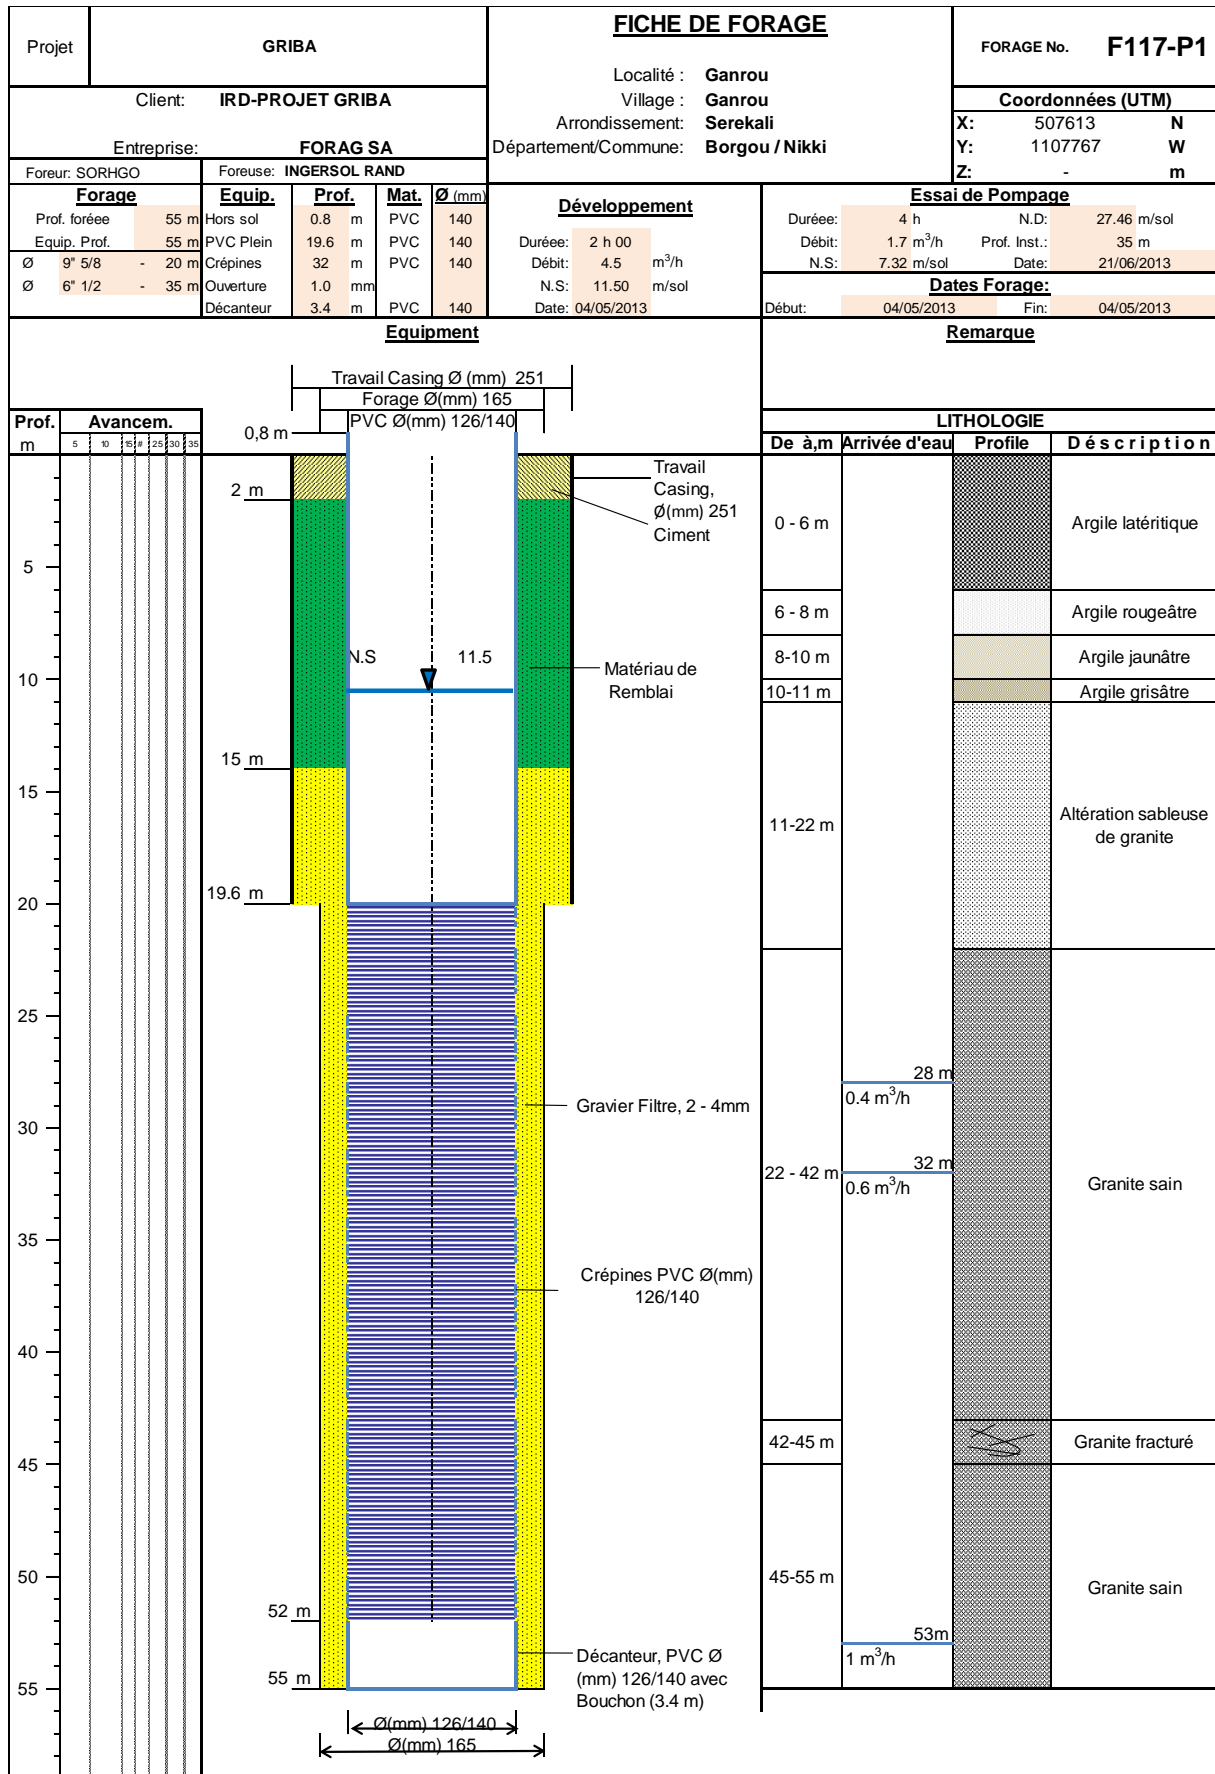 Projet
GRIBA
FICHE DE FORAGE
FORAGE No. F117-P1
Localité : Ganrou
Client: IRD-PROJET GRIBA
Village : Ganrou
Coordonnées (UTM)
Arrondissement: Serekali
X: 507613 N
Entreprise: FORAG SA
Département/Commune: Borgou / Nikki
Y: 1107767 W
Foreur: SORHGO
Foreuse: INGERSOL RAND
Z: - m
Forage
Equip. Prof. Mat. Ø (mm)
Développement
Essai de Pompage
Prof. foréee 55 m
Hors sol 0.8 m PVC 140
Duréee: 4 h N.D: 27.46 m/sol
Equip. Prof. 55 m
PVC Plein 19.6 m PVC 140
Duréee: 2 h 00
Débit: 1.7 m³/h Prof. Inst.: 35 m
Ø 9" 5/8 - 20 m
Crépines 32 m PVC 140
Débit: 4.5 m³/h
N.S: 7.32 m/sol Date: 21/06/2013
Ø 6" 1/2 - 35 m
Ouverture 1.0 mm
N.S: 11.50 m/sol
Dates Forage:
Décanteur 3.4 m PVC 140
Date: 04/05/2013
Début: 04/05/2013 Fin: 04/05/2013
Equipment
Remarque
Travail Casing Ø (mm) 251
Forage Ø(mm) 165
PVC Ø(mm) 126/140
Prof. Avancem.
m 5 10 15 # 25 30 35
0,8 m
LITHOLOGIE
De à,m Arrivée d'eau Profile Déscription
Travail
Casing,
Ø(mm) 251
Ciment
2 m
0 - 6 m Argile latéritique
5
6 - 8 m Argile rougeâtre
N.S 11.5
8-10 m Argile jaunâtre
Matériau de
Remblai
10
10-11 m Argile grisâtre
15 m
15
11-22 m
Altération sableuse
de granite
19.6 m
20
25
28 m
0.4 m³/h
Gravier Filtre, 2 - 4mm
30
32 m
22 - 42 m
0.6 m³/h
Granite sain
35
Crépines PVC Ø(mm)
126/140
40
42-45 m Granite fracturé
45
50
45-55 m
Granite sain
52 m
53m
1 m³/h
Décanteur, PVC Ø
(mm) 126/140 avec
Bouchon (3.4 m)
55 m
55
Ø(mm) 126/140
Ø(mm) 165